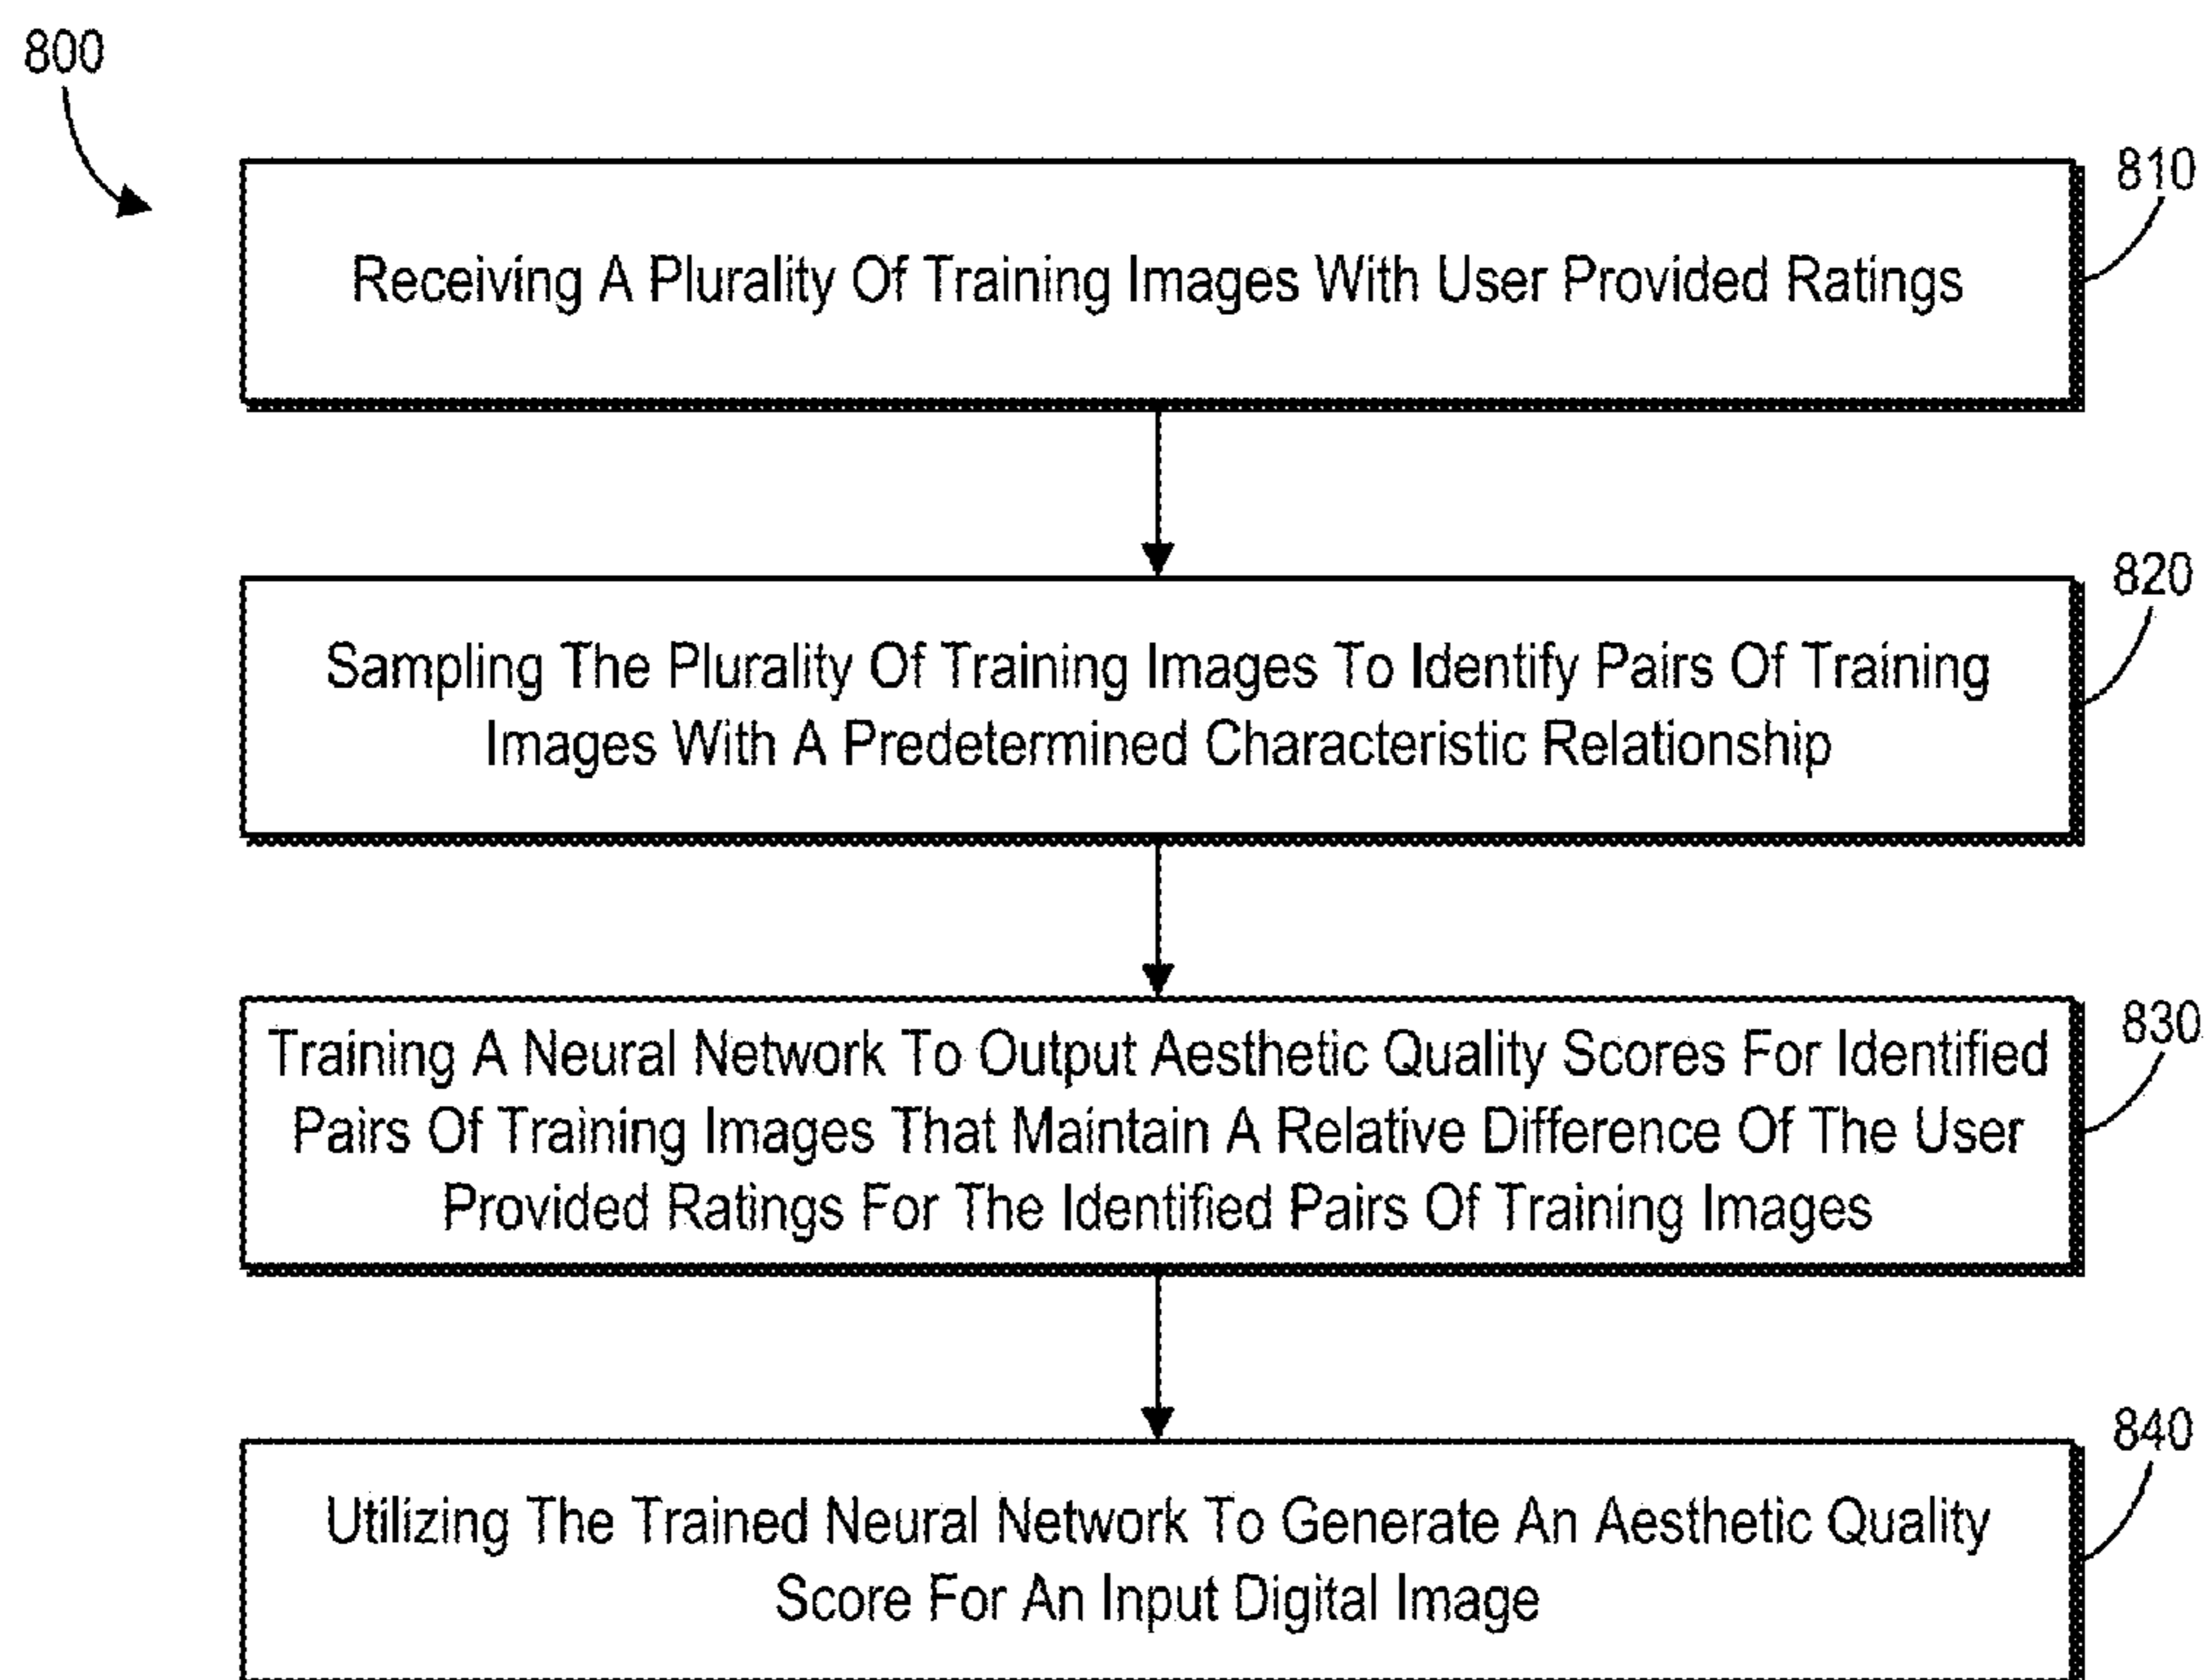 800
810
Receiving A Plurality Of Training Images With User Provided Ratings
820
Sampling The Plurality Of Training Images To Identify Pairs Of Training
Images With A Predetermined Characteristic Relationship
830
Training A Neural Network To Output Aesthetic Quality Scores For Identified
Pairs Of Training Images That Maintain A Relative Difference Of The User
Provided Ratings For The Identified Pairs Of Training Images
840
Utilizing The Trained Neural Network To Generate An Aesthetic Quality
Score For An Input Digital Image